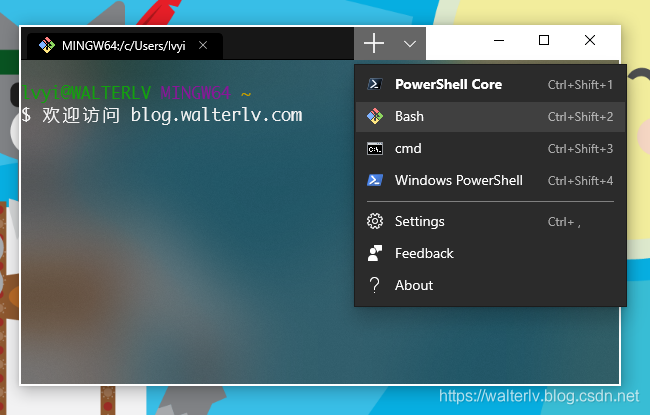 MINGW64:/c/Users/lvyi
lvyi@WALTERLV MINGW64 ~
$ 欢迎访问 blog.walterlv.com
PowerShell Core Ctrl+Shift+1
Bash Ctrl+Shift+2
cmd Ctrl+Shift+3
Windows PowerShell Ctrl+Shift+4
Settings Ctrl+ ,
Feedback
About
https://walterlv.blog.csdn.net